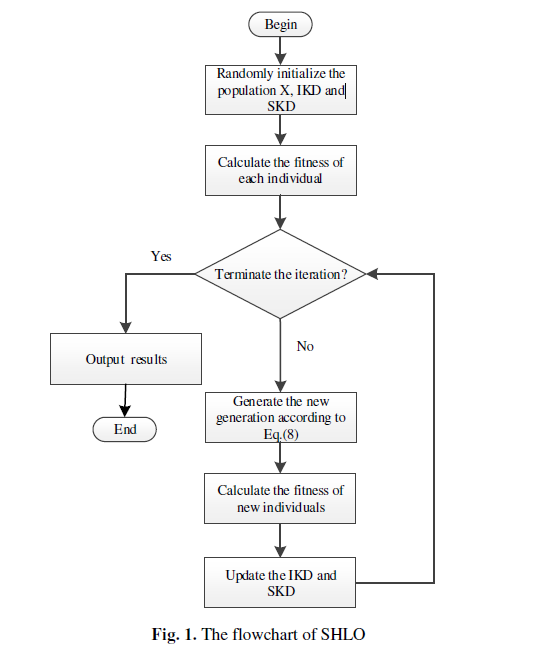 Begin
Randomly initialize the
population X, IKD and
SKD
Calculate the fitness of
each individual
Terminate the iteration?
Yes
No
Output results
End
Generate the new
generation according to
Eq.(8)
Calculate the fitness of
new individuals
Update the IKD and
SKD
Fig. 1. The flowchart of SHLO